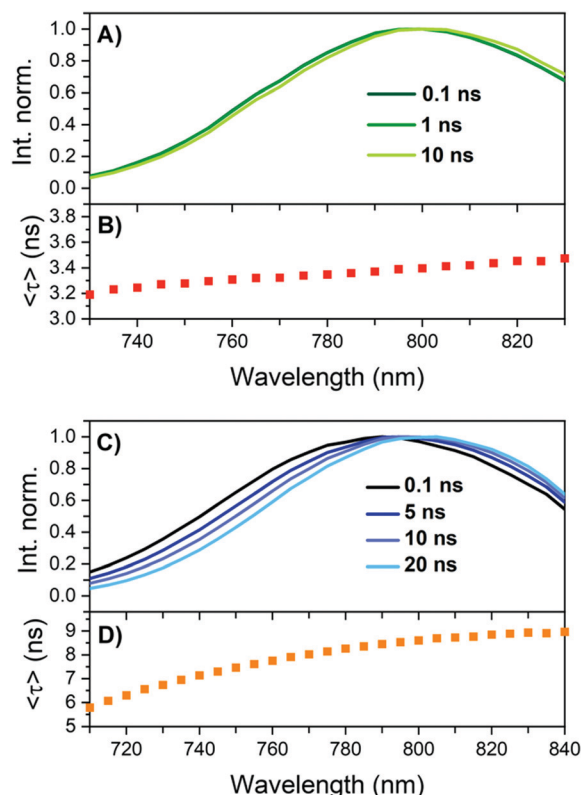 A)
Int. norm.
1.0
0.8
0.6
0.4
0.2
0.0
0.1 ns
1 ns
10 ns
B)
<τ> (ns)
3.8
3.6
3.4
3.2
3.0
740 760 780 800 820
Wavelength (nm)
C)
Int. norm.
1.0
0.8
0.6
0.4
0.2
0.0
0.1 ns
5 ns
10 ns
20 ns
D)
<τ> (ns)
9
8
7
6
5
720 740 760 780 800 820 840
Wavelength (nm)